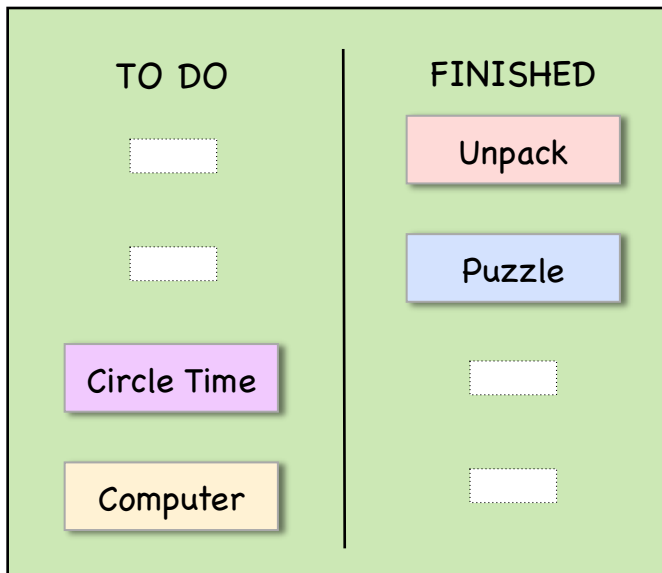 TO DO
Circle Time
Computer
FINISHED
Unpack
Puzzle